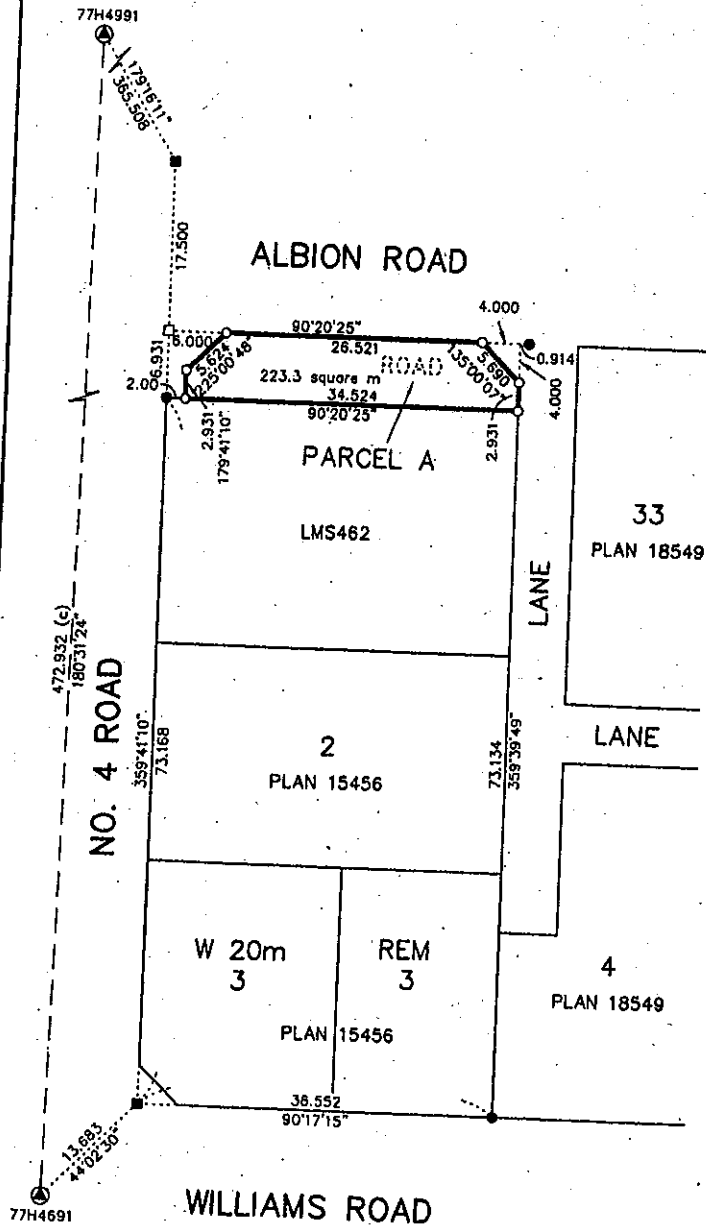 77H4991
179°16'11"
365.508
17.500
ALBION ROAD
4.000
90°20'25"
6.000
26.521
0.914
6.931
5.624
225°00'48"
223.3 square m
ROAD
5.690
135°00'07"
4.000
2.00
34.524
90°20'25"
2.931
179°41'10"
2.931
PARCEL A
LMS462
33
PLAN 18549
LANE
472.932 (c)
180°31'24"
NO. 4 ROAD
359°41'10"
73.168
2
PLAN 15456
73.134
359°39'49"
LANE
W 20m
3
REM
3
4
PLAN 18549
PLAN 15456
38.552
90°17'15"
13.683
44°02'30"
77H4691
WILLIAMS ROAD